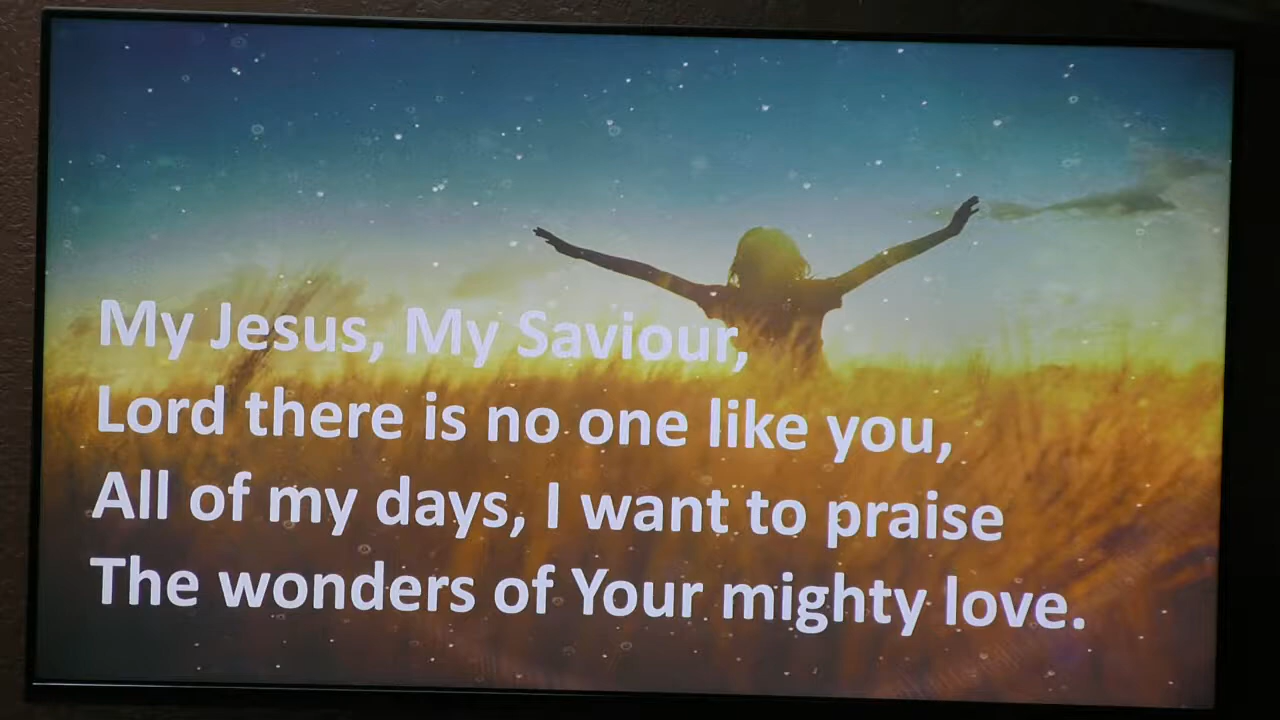 My Jesus, My Saviour,
Lord there is no one like you,
All of my days, I want to praise
The wonders of Your mighty love.